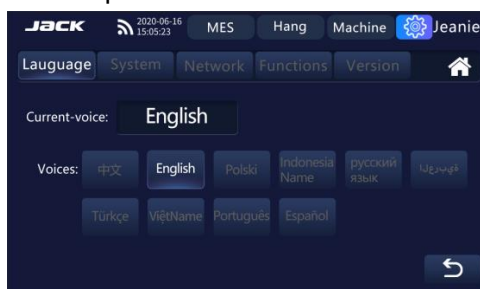 JACK 2020-06-16 MES Hang Machine Jeanie
15:05:23
Lauguage System Network Functions Version
Current-voice: English
Voices: 中文 English Polski Indonesia Name русский язык
Türkçe ViệtName Português Español